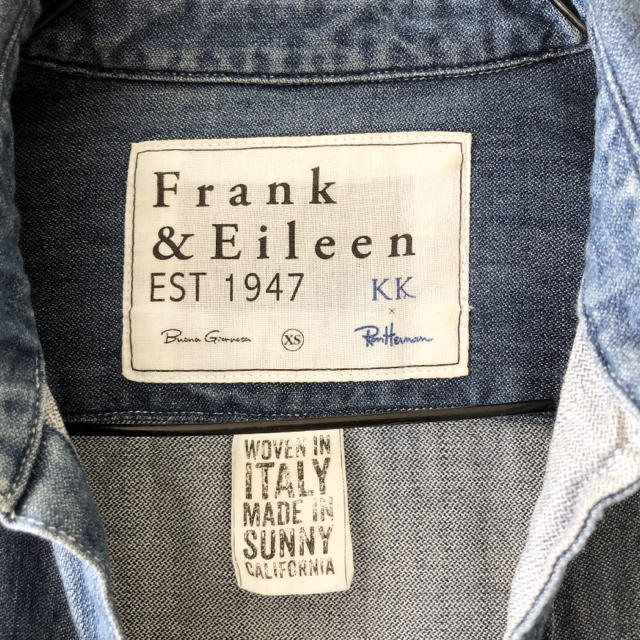 Frank
& Eileen
EST 1947
KK
×
Buona Giornata
XS
Ron Herman
WOVEN IN
ITALY
MADE IN
SUNNY
CALIFORNIA